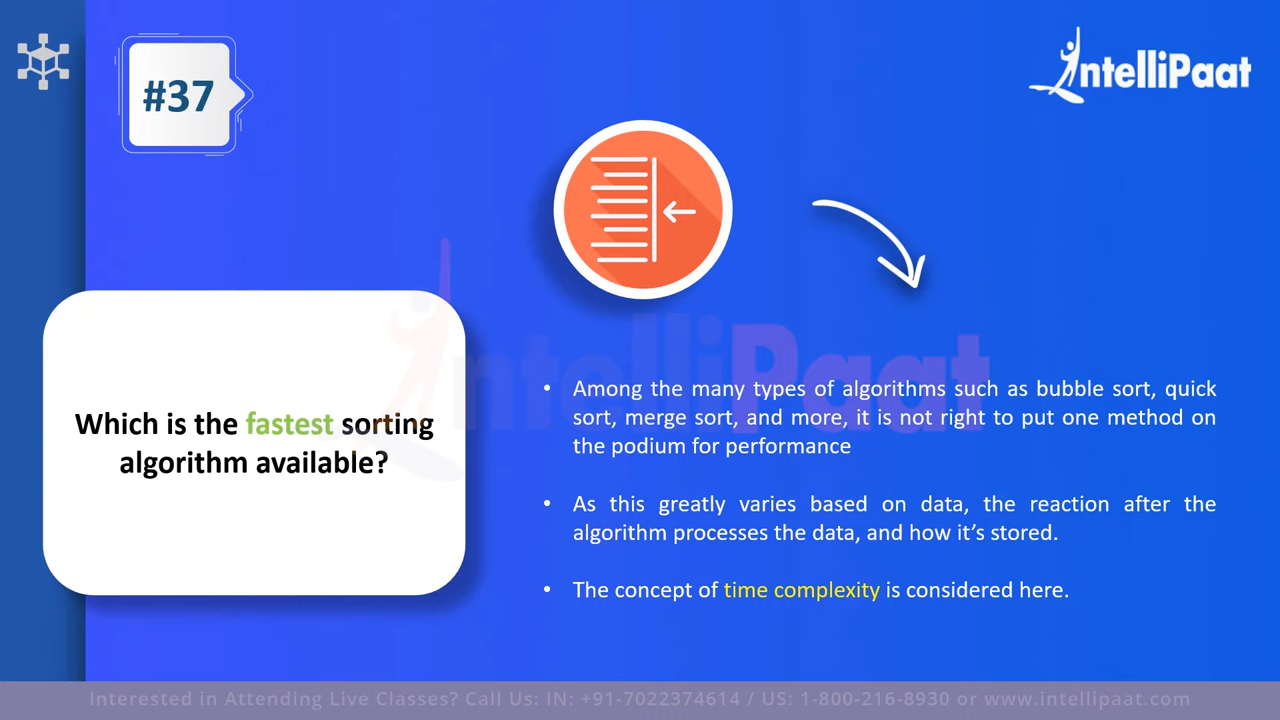 #37
IntelliPaat
Which is the fastest sorting
algorithm available?
• Among the many types of algorithms such as bubble sort, quick
sort, merge sort, and more, it is not right to put one method on
the podium for performance
• As this greatly varies based on data, the reaction after the
algorithm processes the data, and how it's stored.
• The concept of time complexity is considered here.
IntelliPaat
Interested in Attending Live Classes? Call Us: IN: +91-7022374614 / US: 1-800-216-8930 or www.intellipaat.com